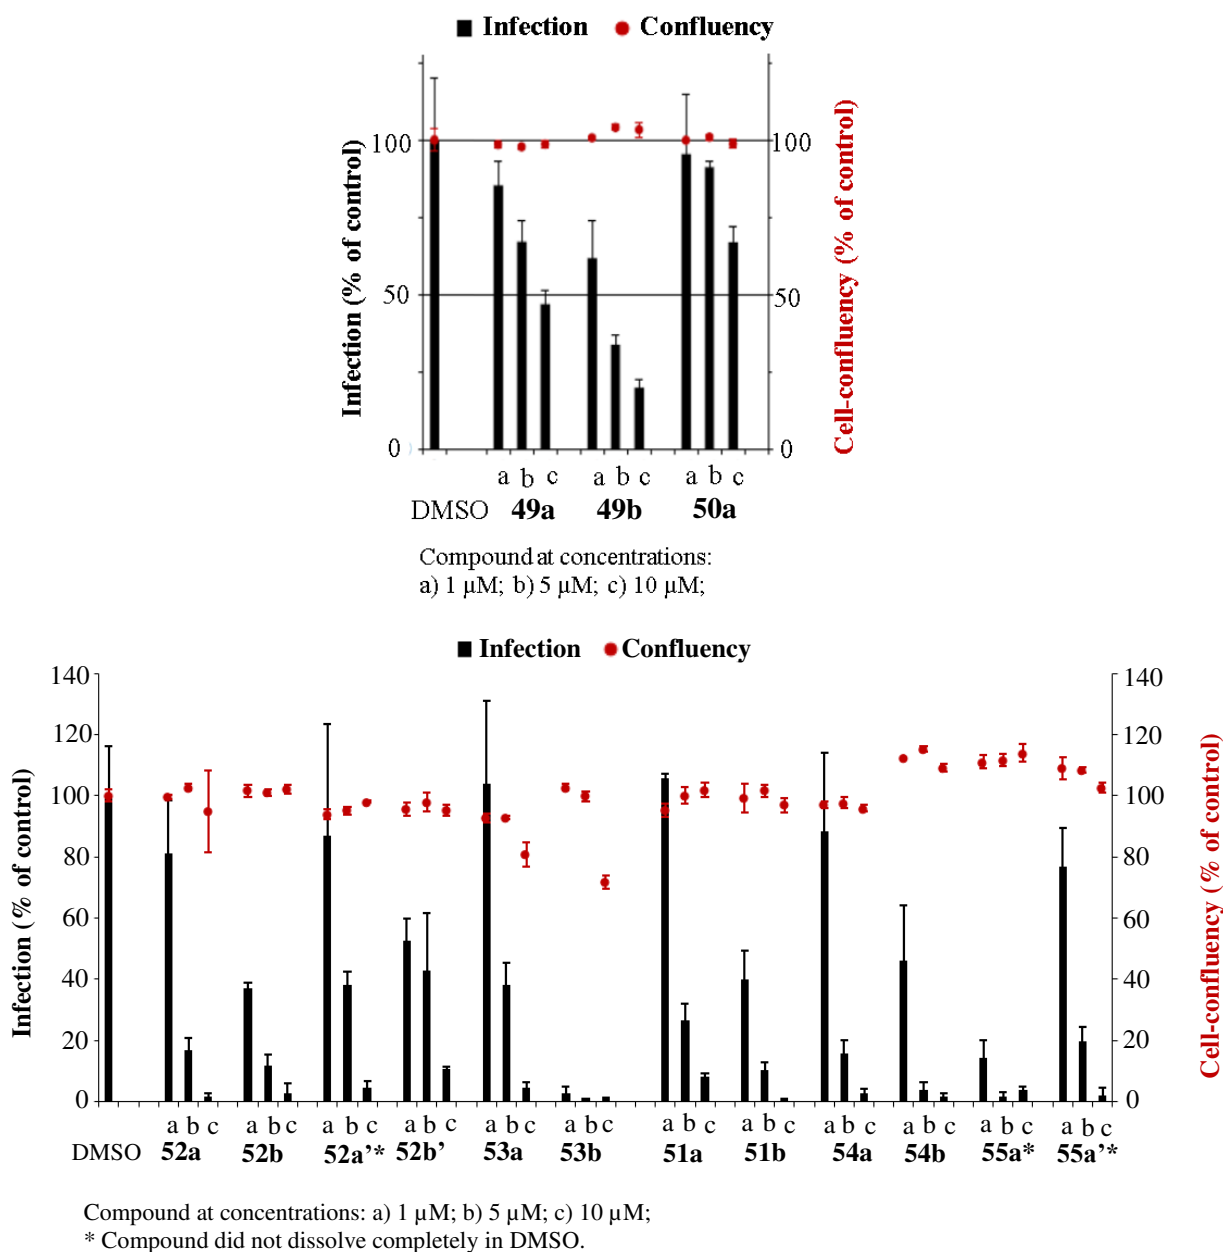 Infection Confluency
Infection (% of control)
100
50
0
100
50
0
Cell-confluency (% of control)
a b c a b c a b c
DMSO 49a 49b 50a
Compound at concentrations:
a) 1 µM; b) 5 µM; c) 10 µM;
Infection Confluency
Infection (% of control)
140
120
100
80
60
40
20
0
140
120
100
80
60
40
20
0
Cell-confluency (% of control)
a b c a b c a b c a b c a b c a b c a b c a b c a b c a b c a b c a b c
DMSO 52a 52b 52a’* 52b’ 53a 53b 51a 51b 54a 54b 55a* 55a’*
Compound at concentrations: a) 1 µM; b) 5 µM; c) 10 µM;
* Compound did not dissolve completely in DMSO.